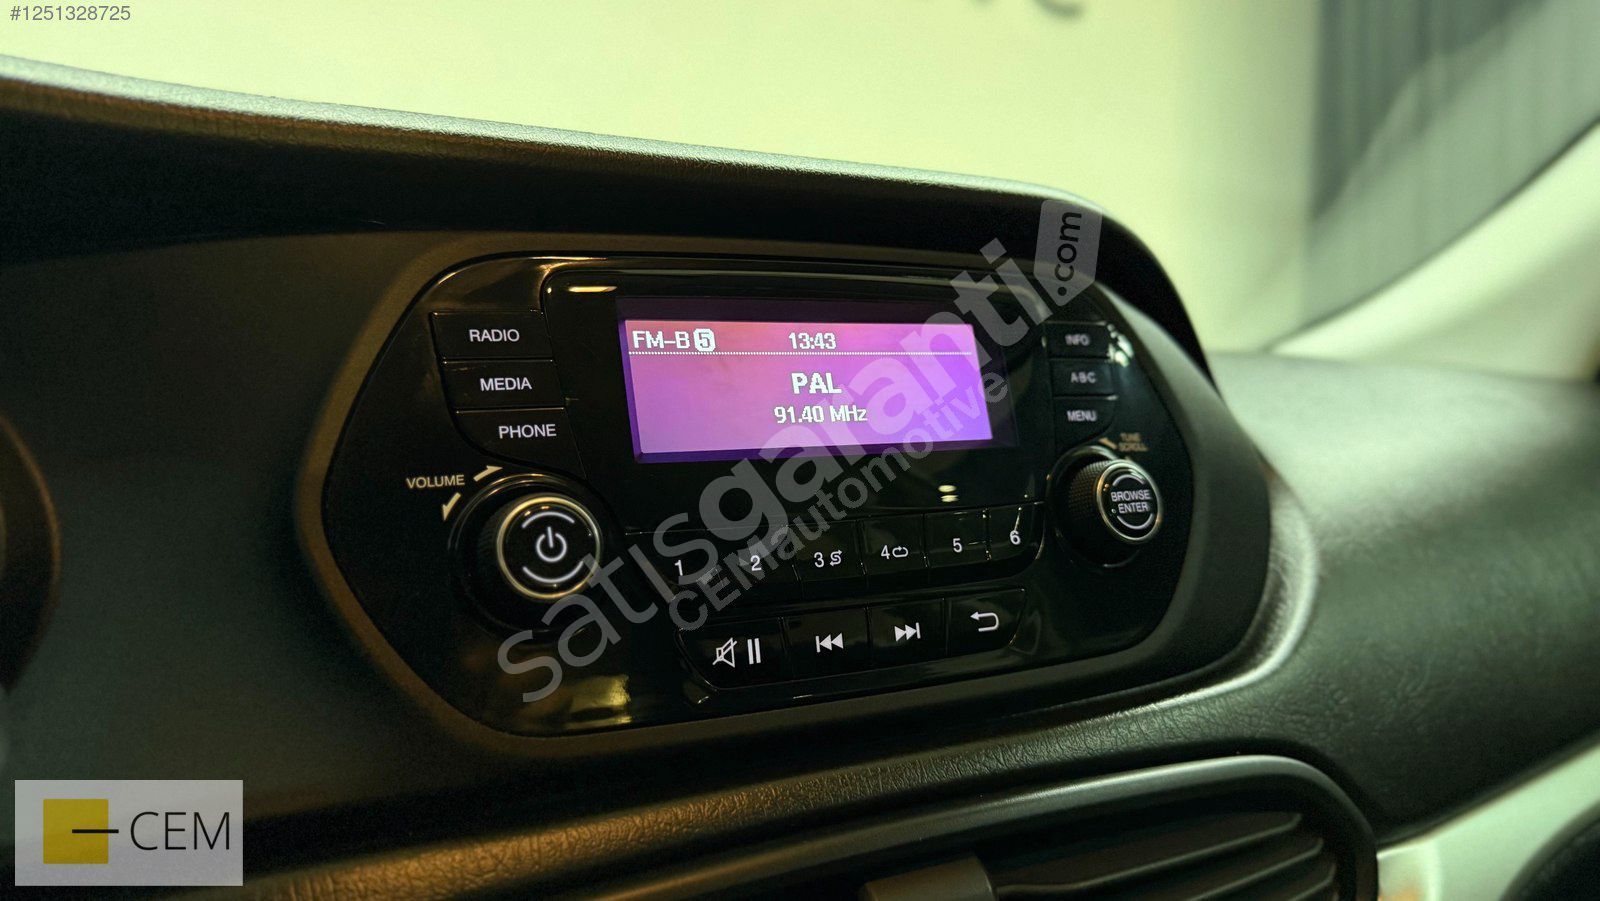 #1251328725
RADIO
MEDIA
PHONE
VOLUME
FM-B 5 13:43
PAL
91.40 MHz
INFO
A-B-C
MENU
TUNE
SCROLL
BROWSE
ENTER
1 2 3 4 5 6
satisgaranti.com
CEMautomotive
CEM